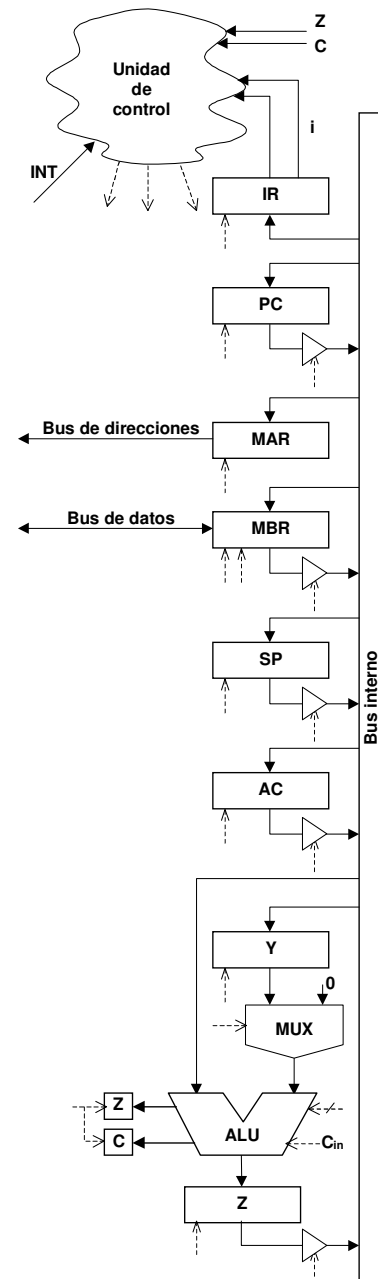 Z
C
Unidad
de
control
i
INT
IR
PC
Bus de direcciones
MAR
Bus de datos
MBR
SP
Bus interno
AC
Y
0
MUX
Z
C
ALU
Cin
Z